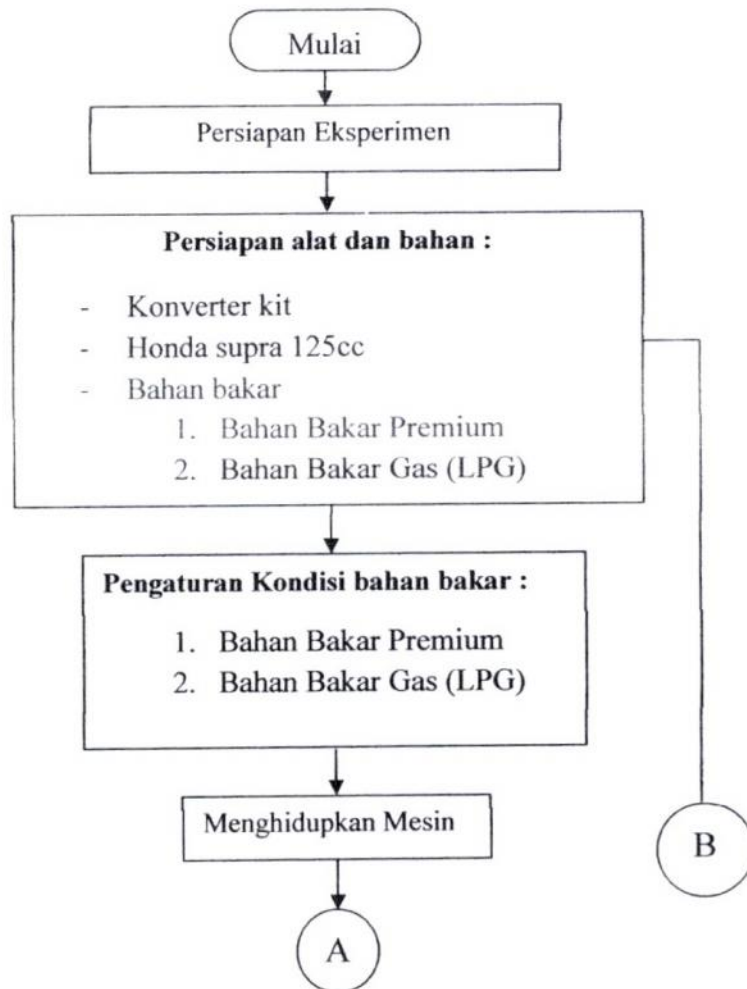 Mulai
Persiapan Eksperimen
Persiapan alat dan bahan :
- Konverter kit
- Honda supra 125cc
- Bahan bakar
1. Bahan Bakar Premium
2. Bahan Bakar Gas (LPG)
Pengaturan Kondisi bahan bakar :
1. Bahan Bakar Premium
2. Bahan Bakar Gas (LPG)
Menghidupkan Mesin
B
A